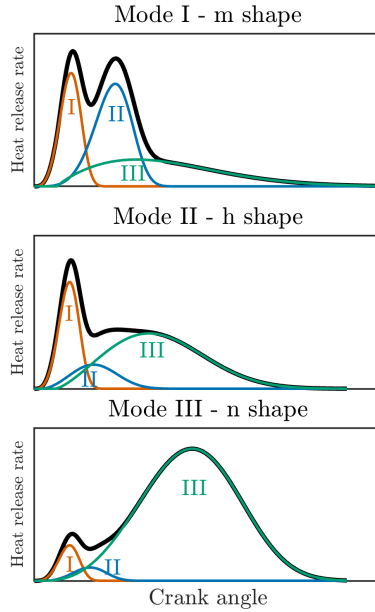 Mode I - m shape
Heat release rate
I
II
III
Mode II - h shape
Heat release rate
I
II
III
Mode III - n shape
Heat release rate
I
II
III
Crank angle